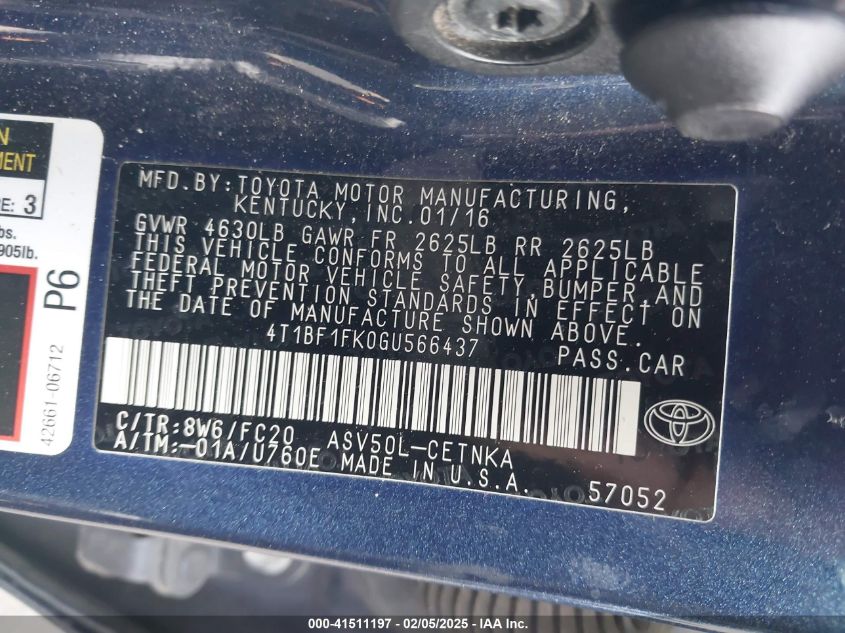 MFD.BY:TOYOTA MOTOR MANUFACTURING,
KENTUCKY, INC.01/16
GVWR 4630LB GAWR FR 2625LB RR 2625LB
THIS VEHICLE CONFORMS TO ALL APPLICABLE
FEDERAL MOTOR VEHICLE SAFETY,BUMPER,AND
THEFT PREVENTION STANDARDS IN EFFECT ON
THE DATE OF MANUFACTURE SHOWN ABOVE.
4T1BF1FK0GU566437 PASS.CAR
C/TR:8W6/FC20 ASV50L-CETNKA
A/TM:-01A/U760E MADE IN U.S.A.
57052
MENT
3
905lb.
P6
42661-06712
000-41511197 - 02/05/2025 - IAA Inc.